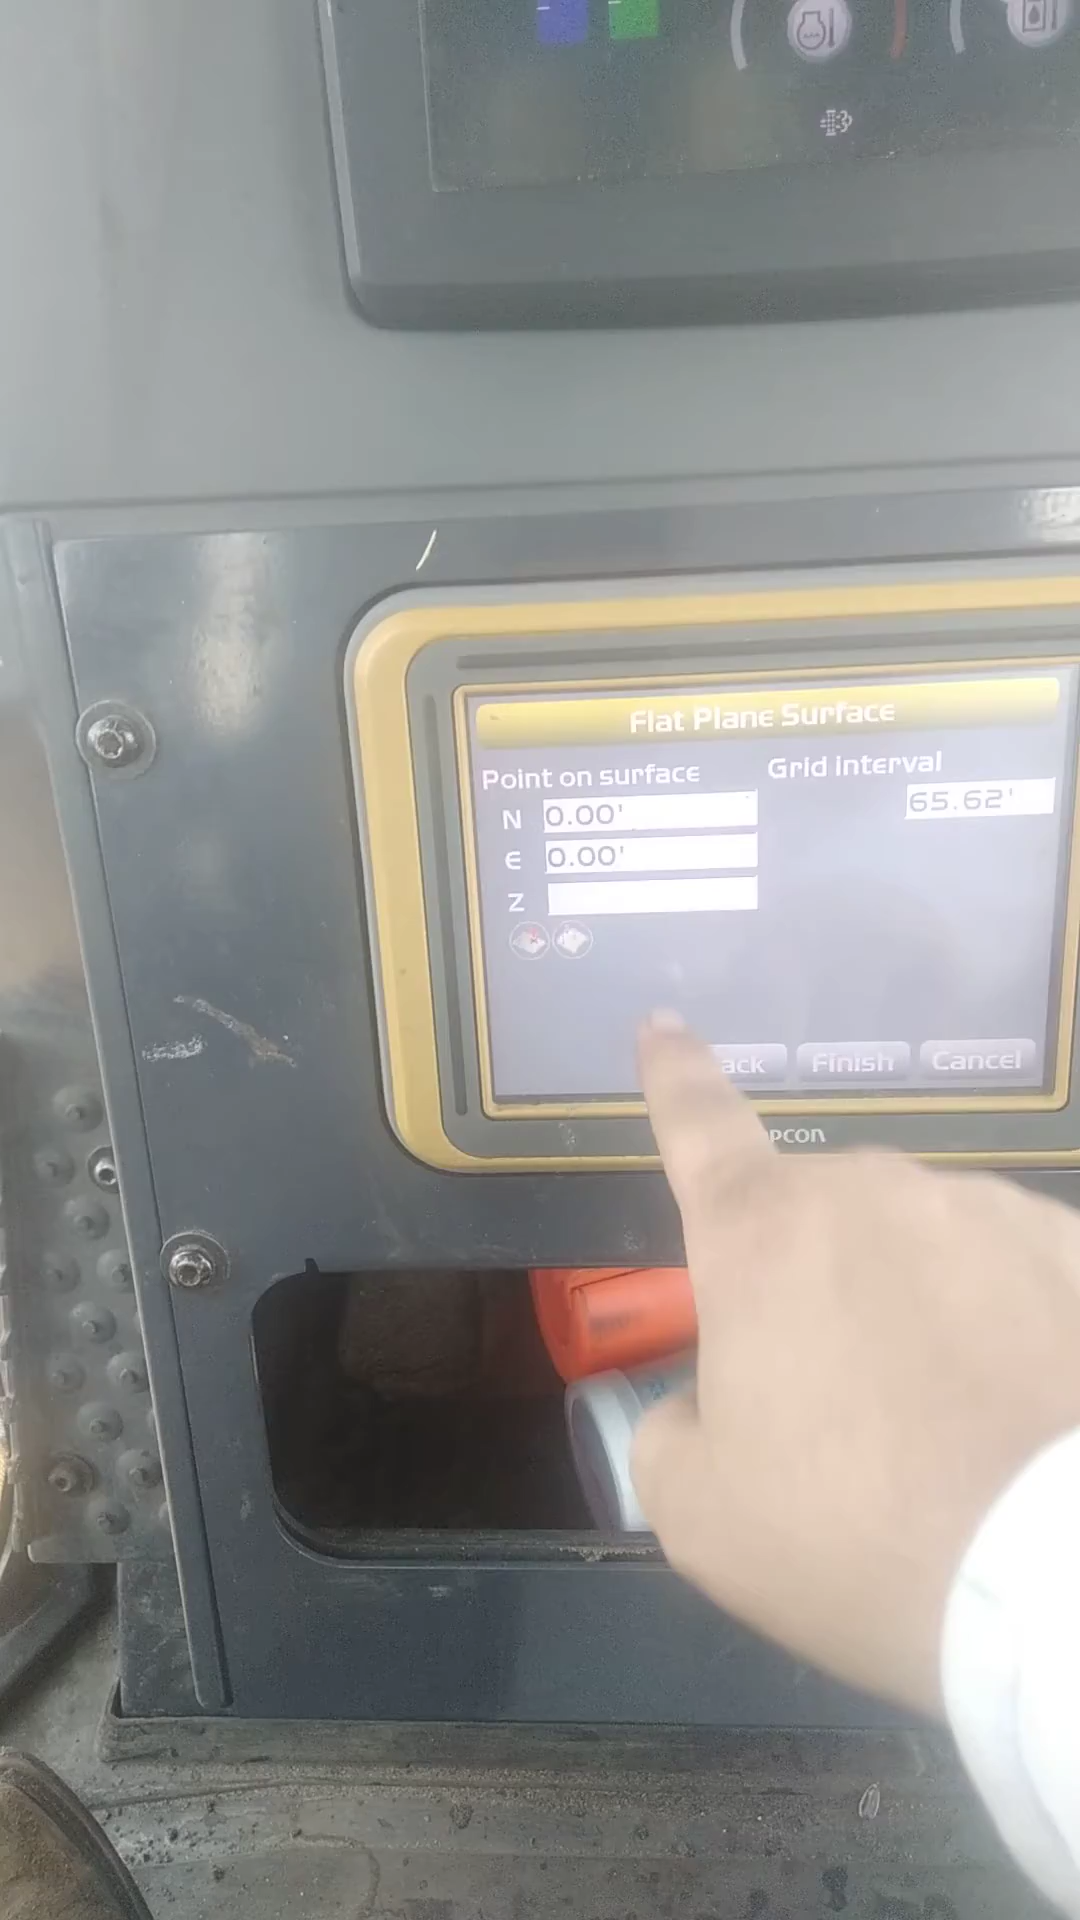 Flat Plane Surface
Point on surface
Grid interval
N 0.00'
65.62'
E 0.00'
Z
ack
Finish
Cancel
PCON